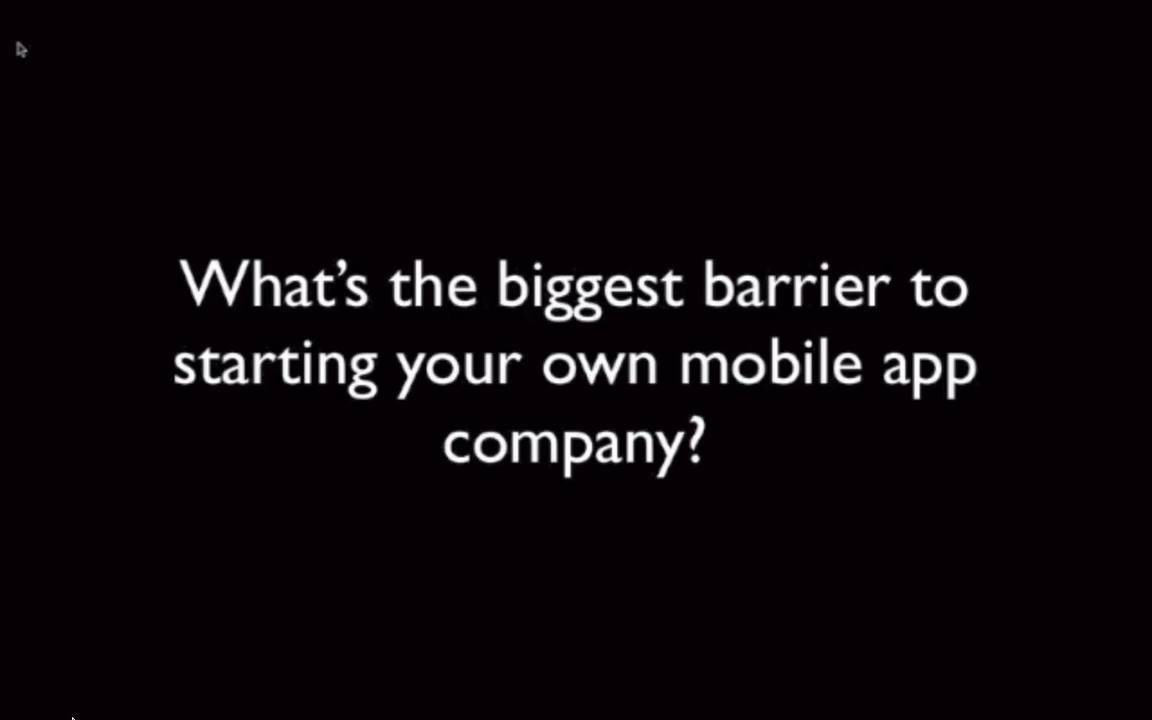 What’s the biggest barrier to
starting your own mobile app
company?